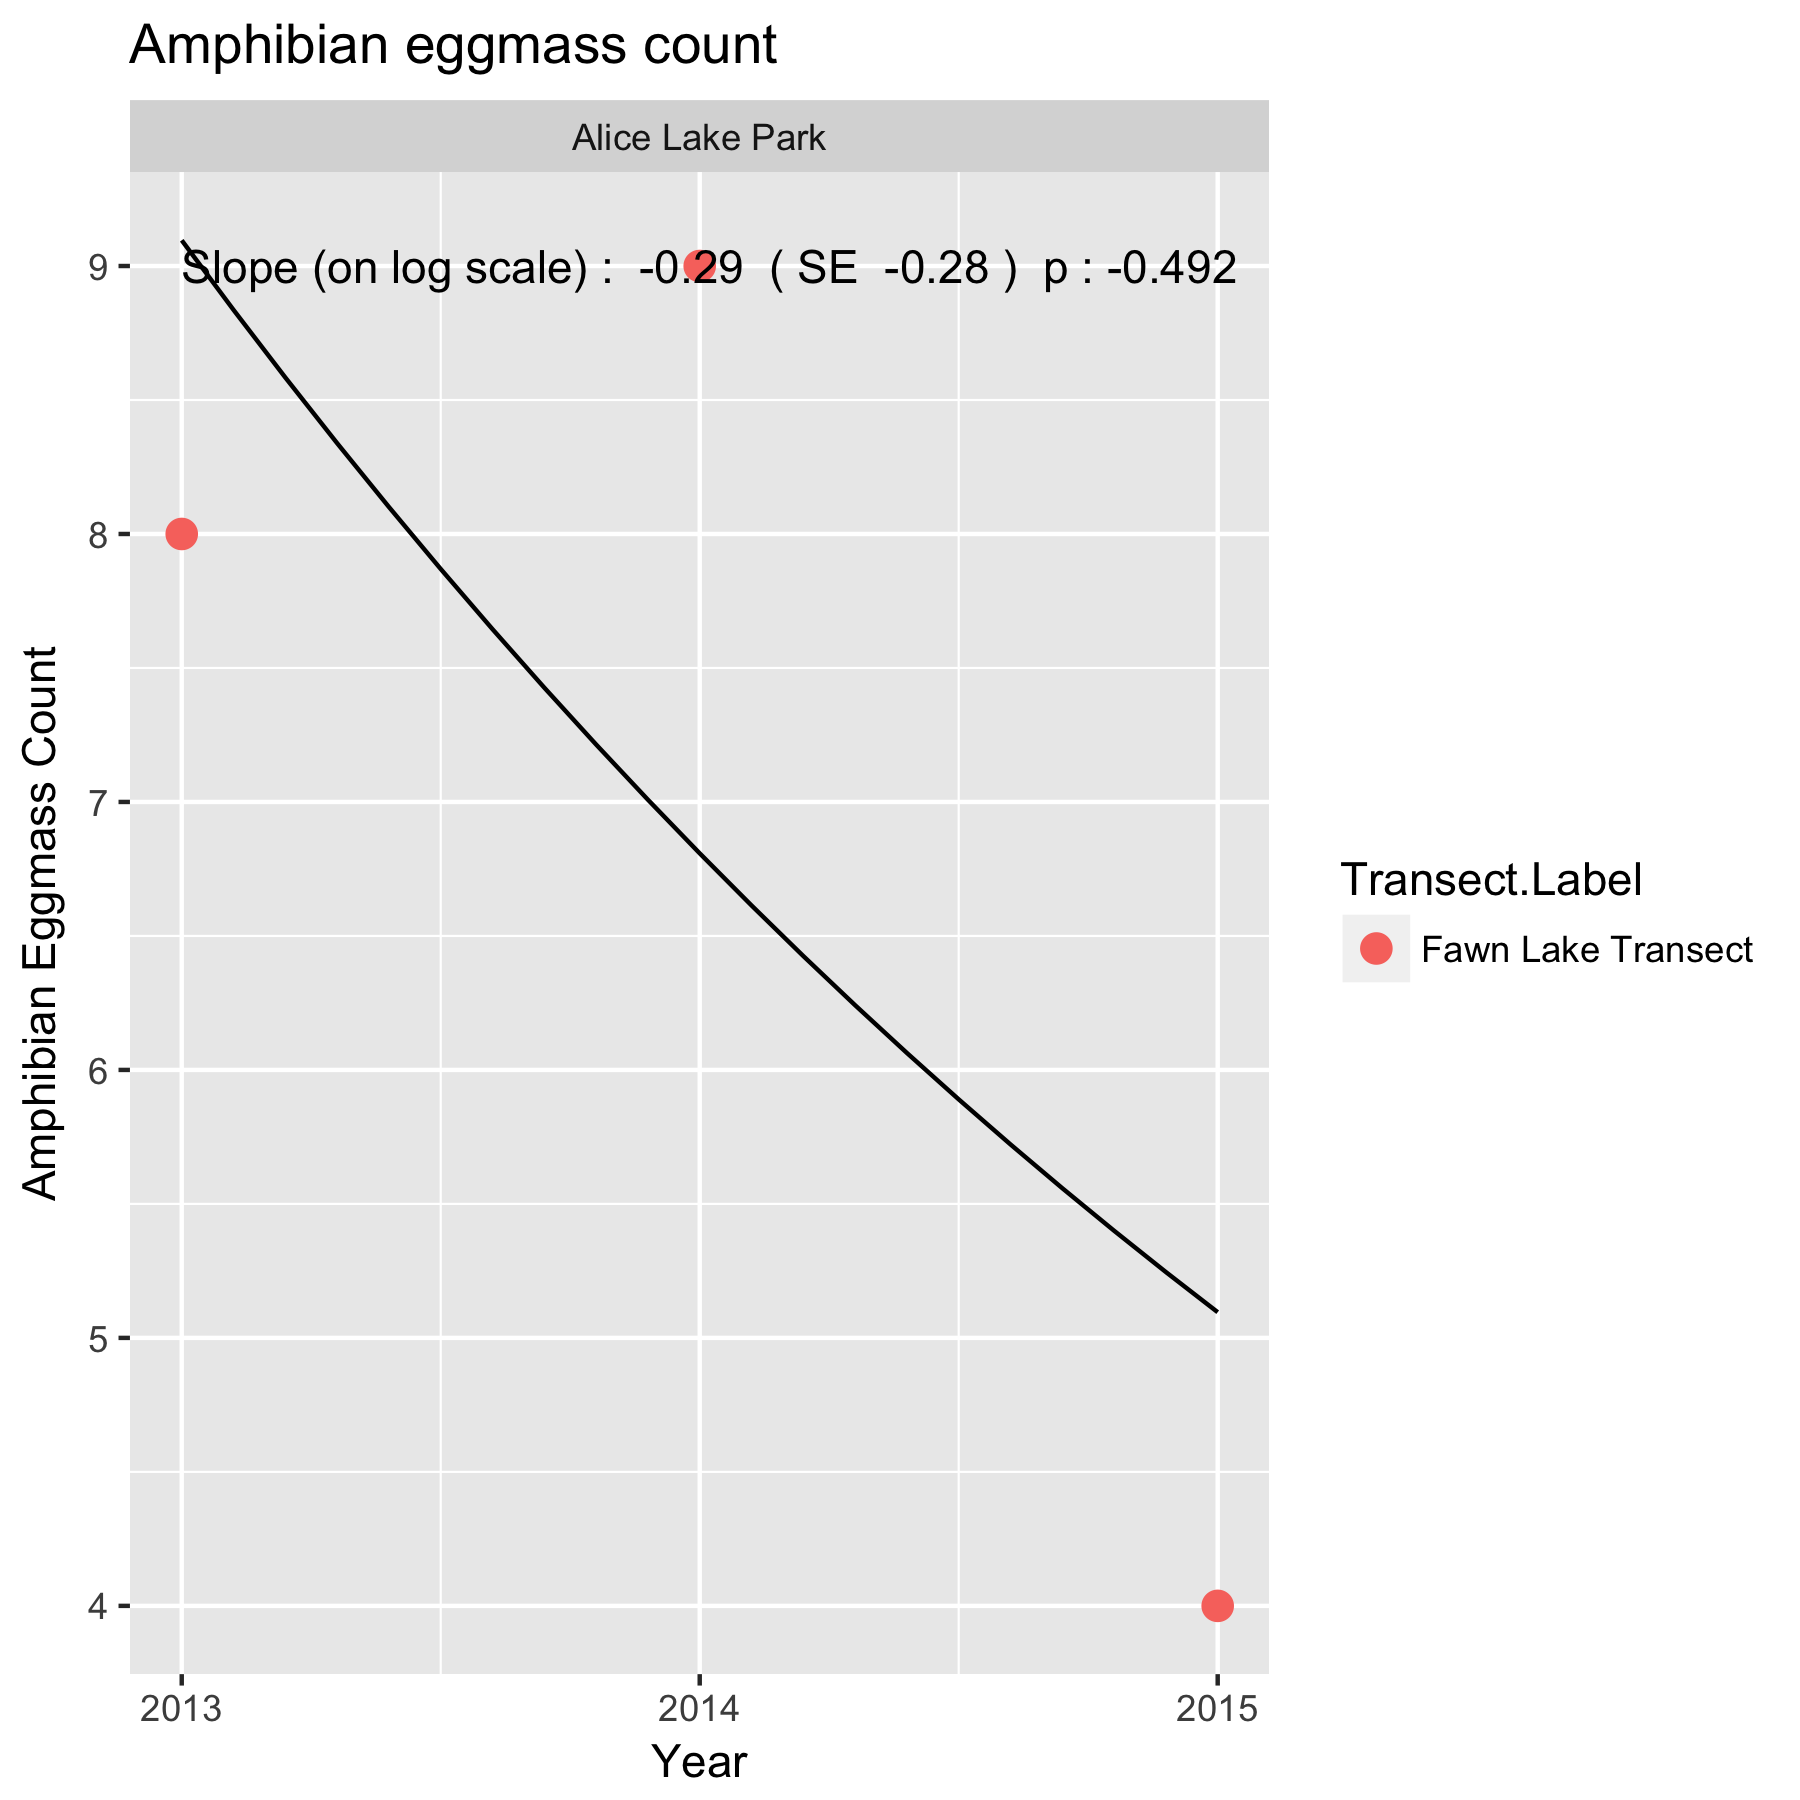 Amphibian eggmass count
Alice Lake Park
Slope (on log scale) :  -0.29  ( SE  -0.28 )  p : -0.492
9
8
7
6
5
4
Amphibian Eggmass Count
2013
2014
2015
Year
Transect.Label
Fawn Lake Transect